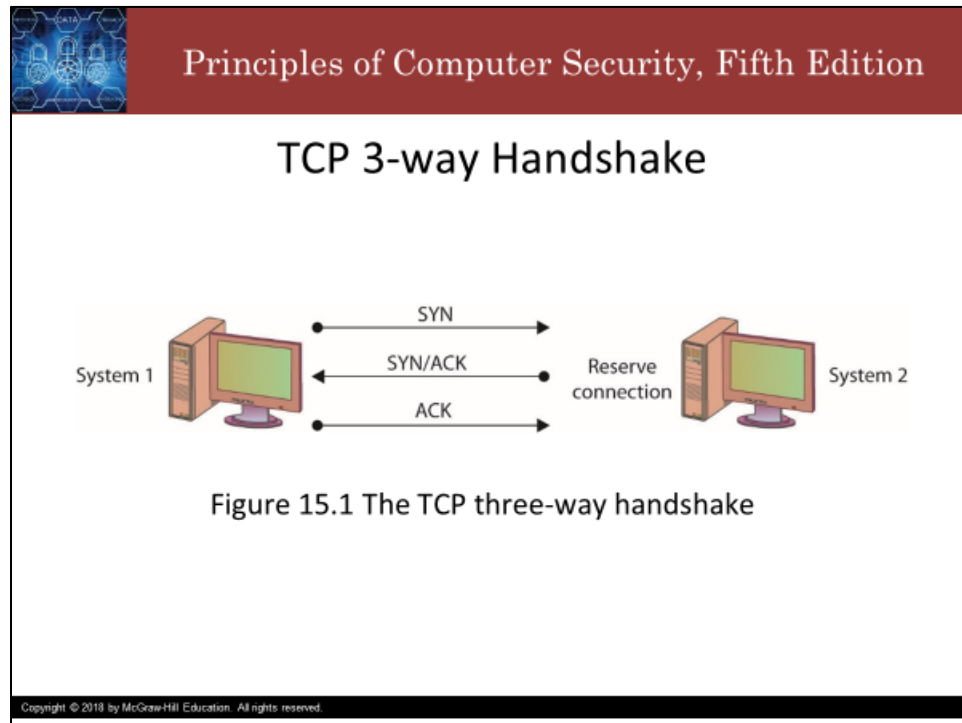 DATA
Principles of Computer Security, Fifth Edition
TCP 3-way Handshake
System 1
SYN
SYN/ACK
ACK
Reserve
connection
System 2
Figure 15.1 The TCP three-way handshake
Copyright © 2018 by McGraw-Hill Education. All rights reserved.